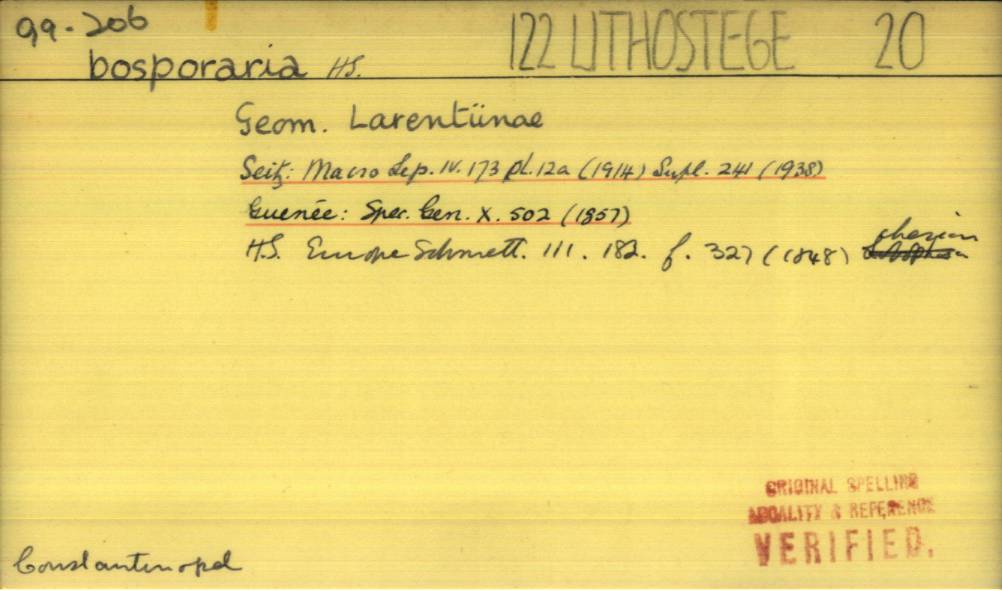 99-206
122 LITHOSTEGE 20
bosporaria HS.
Geom. Larentiinae
Seitz: Macro Lep. IV. 173 pl. 12a (1914) Supl. 241 (1938)
Guenée: Spec. Gen. X. 502 (1857)
H.S. Europe Schmett. III. 182. f. 327 (1848)
ORIGINAL SPELLING
LOCALITY & REFERENCE
VERIFIED.
Constantinopel